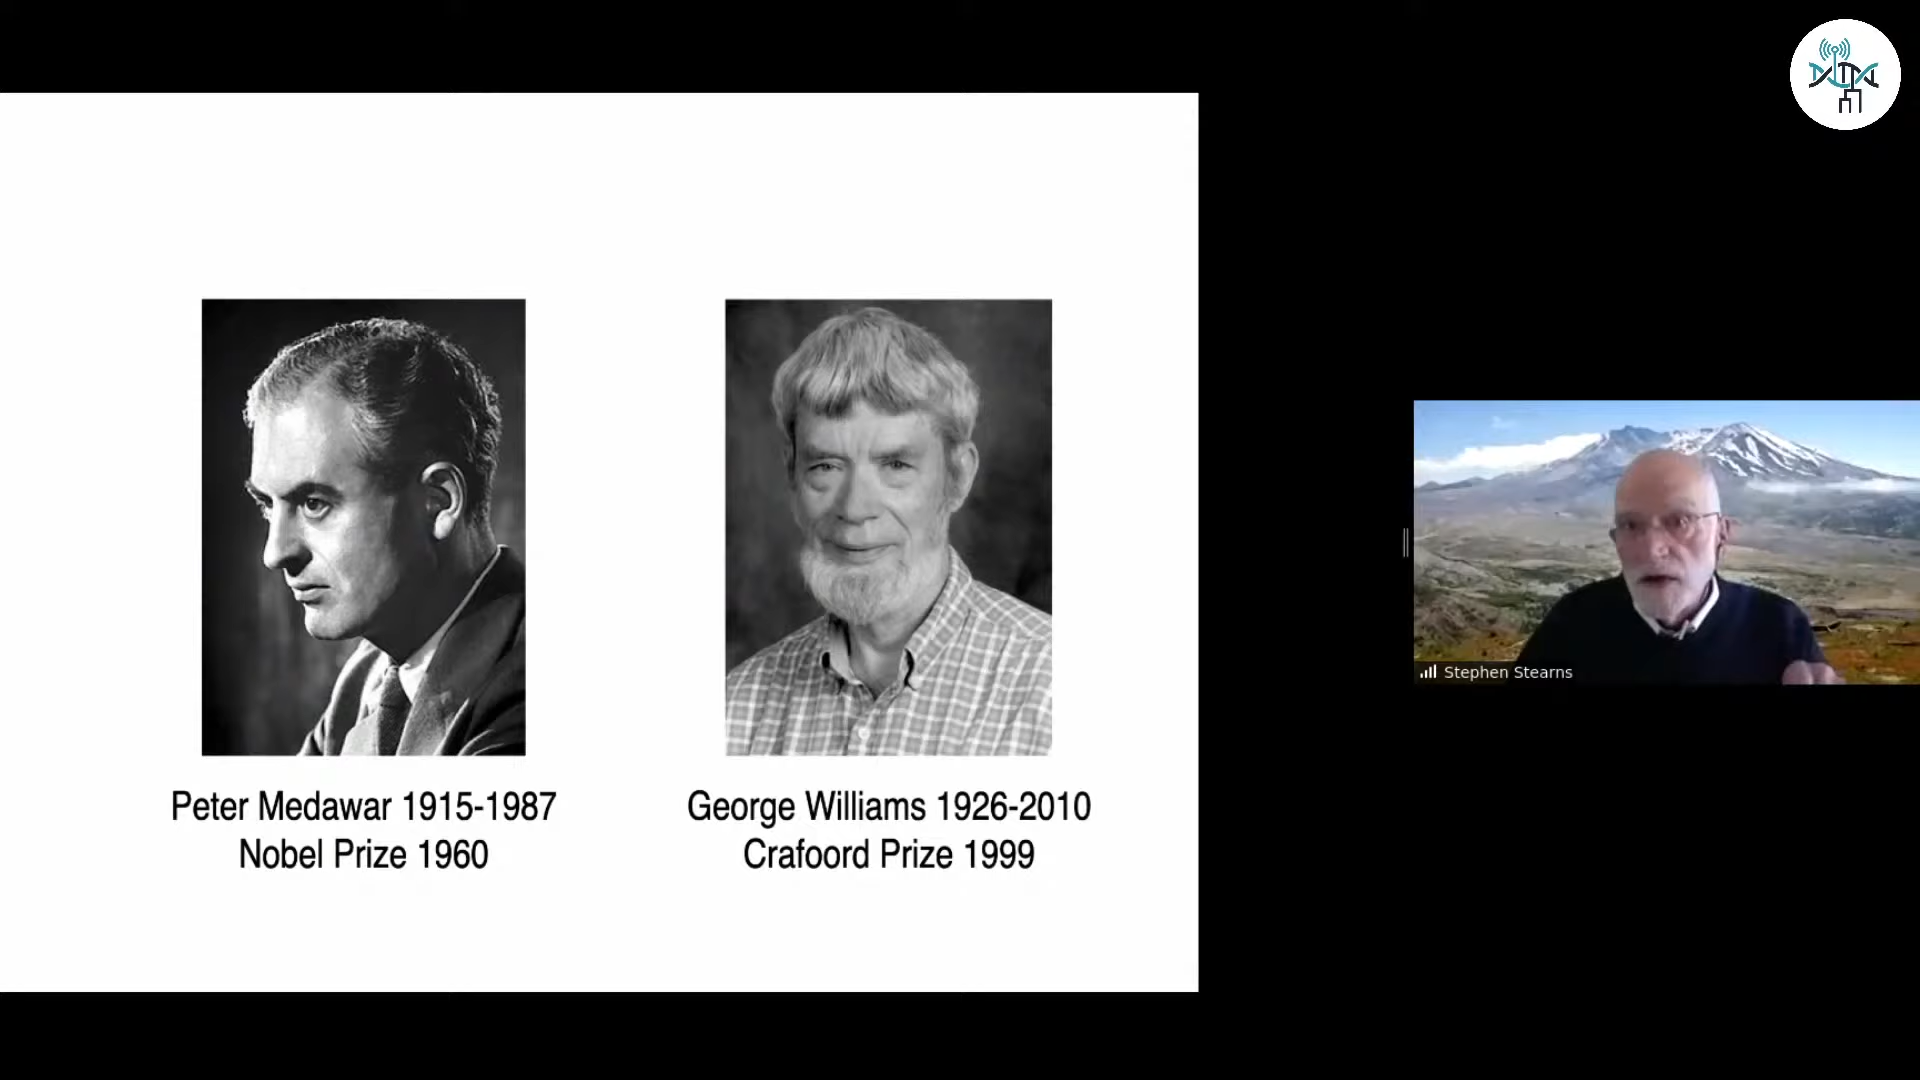 Peter Medawar 1915-1987
Nobel Prize 1960
George Williams 1926-2010
Crafoord Prize 1999
Stephen Stearns